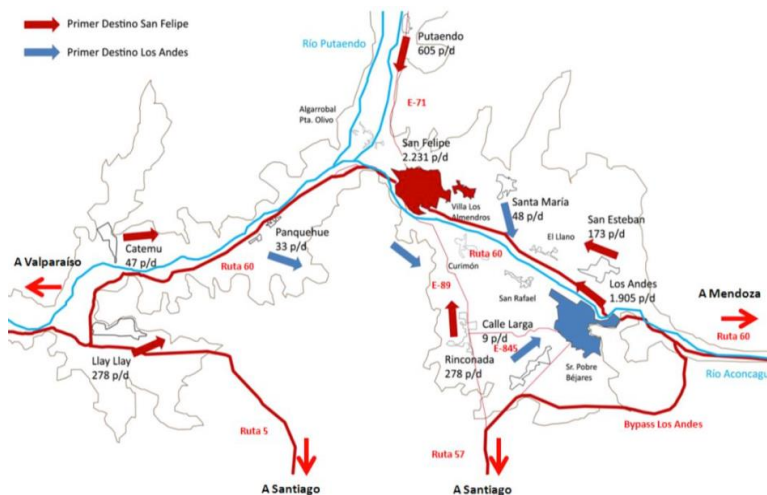 Primer Destino San Felipe
Primer Destino Los Andes
Río Putaendo
Putaendo
605 p/d
E-71
Algarrobal
Pta. Olivo
San Felipe
2.231 p/d
Villa Los
Almendros
Santa María
48 p/d
San Esteban
173 p/d
El Llano
Catemu
47 p/d
Panquehue
33 p/d
Ruta 60
Ruta 60
Curimón
A Valparaíso
E-89
San Rafael
Los Andes
1.905 p/d
A Mendoza
Ruta 60
Calle Larga
9 p/d
E-845
Llay Llay
278 p/d
Rinconada
278 p/d
Sr. Pobre
Béjares
Río Aconcagu
Ruta 5
Bypass Los Andes
Ruta 57
A Santiago
A Santiago